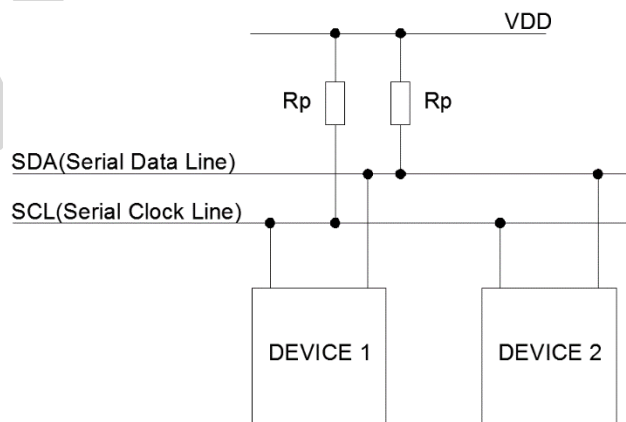 VDD
Rp
Rp
SDA(Serial Data Line)
SCL(Serial Clock Line)
DEVICE 1
DEVICE 2